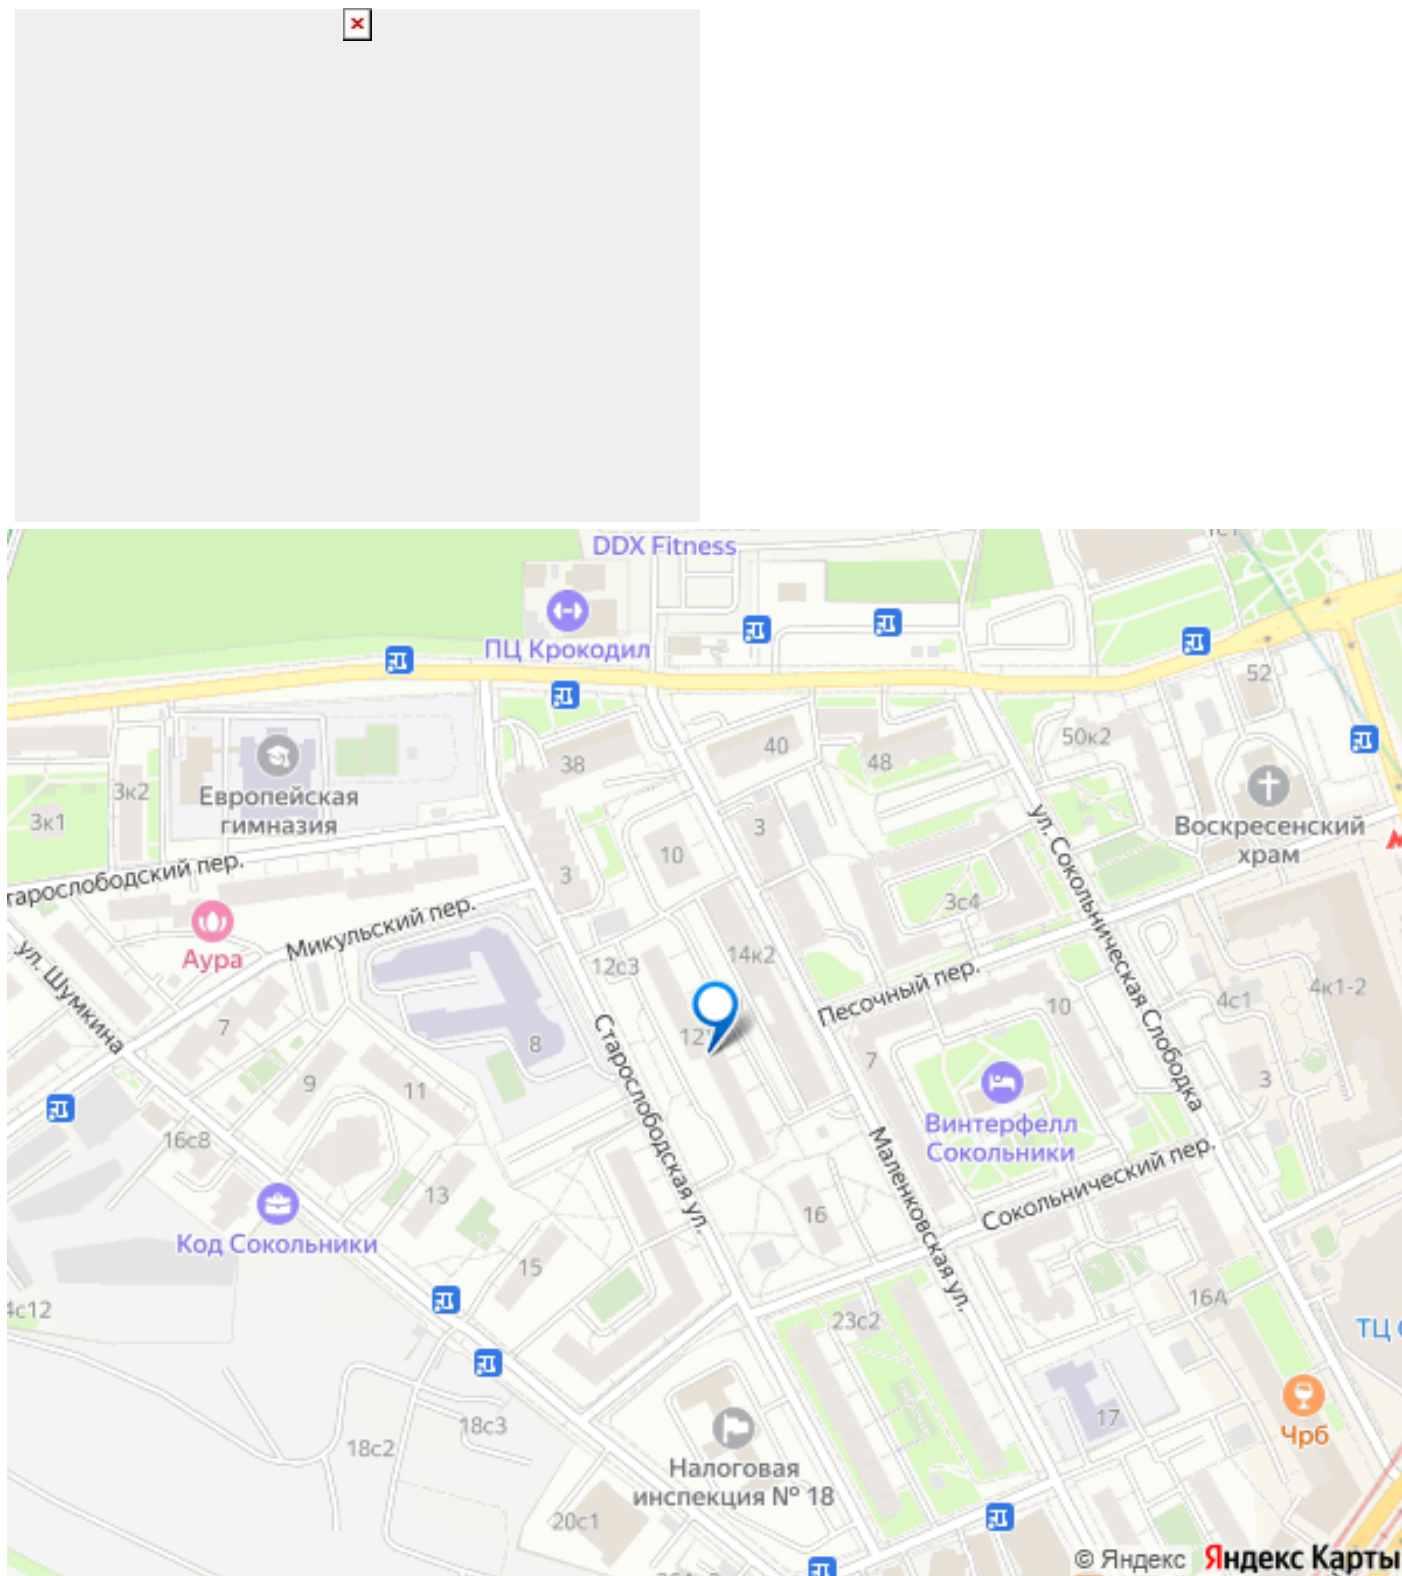 DDX Fitness
ПЦ Крокодил
52
50к2
40
38
48
3к2
Европейская
гимназия
3к1
3
Воскресенский
храм
10
3
3с4
Микульский пер.
Аура
ул. Шумкина
ул. Сокольническая Слободка
14к2
12с3
Песочный пер.
4с1
4к1-2
10
7
8
7
Старослободская ул.
9
11
3
Винтерфелл
Сокольники
16с8
Маленковская ул.
Сокольнический пер.
13
16
Код Сокольники
15
16А
4с12
23с2
ТЦ
17
18с3
18с2
Чрб
Налоговая
инспекция № 18
20с1
© Яндекс Яндекс Карты